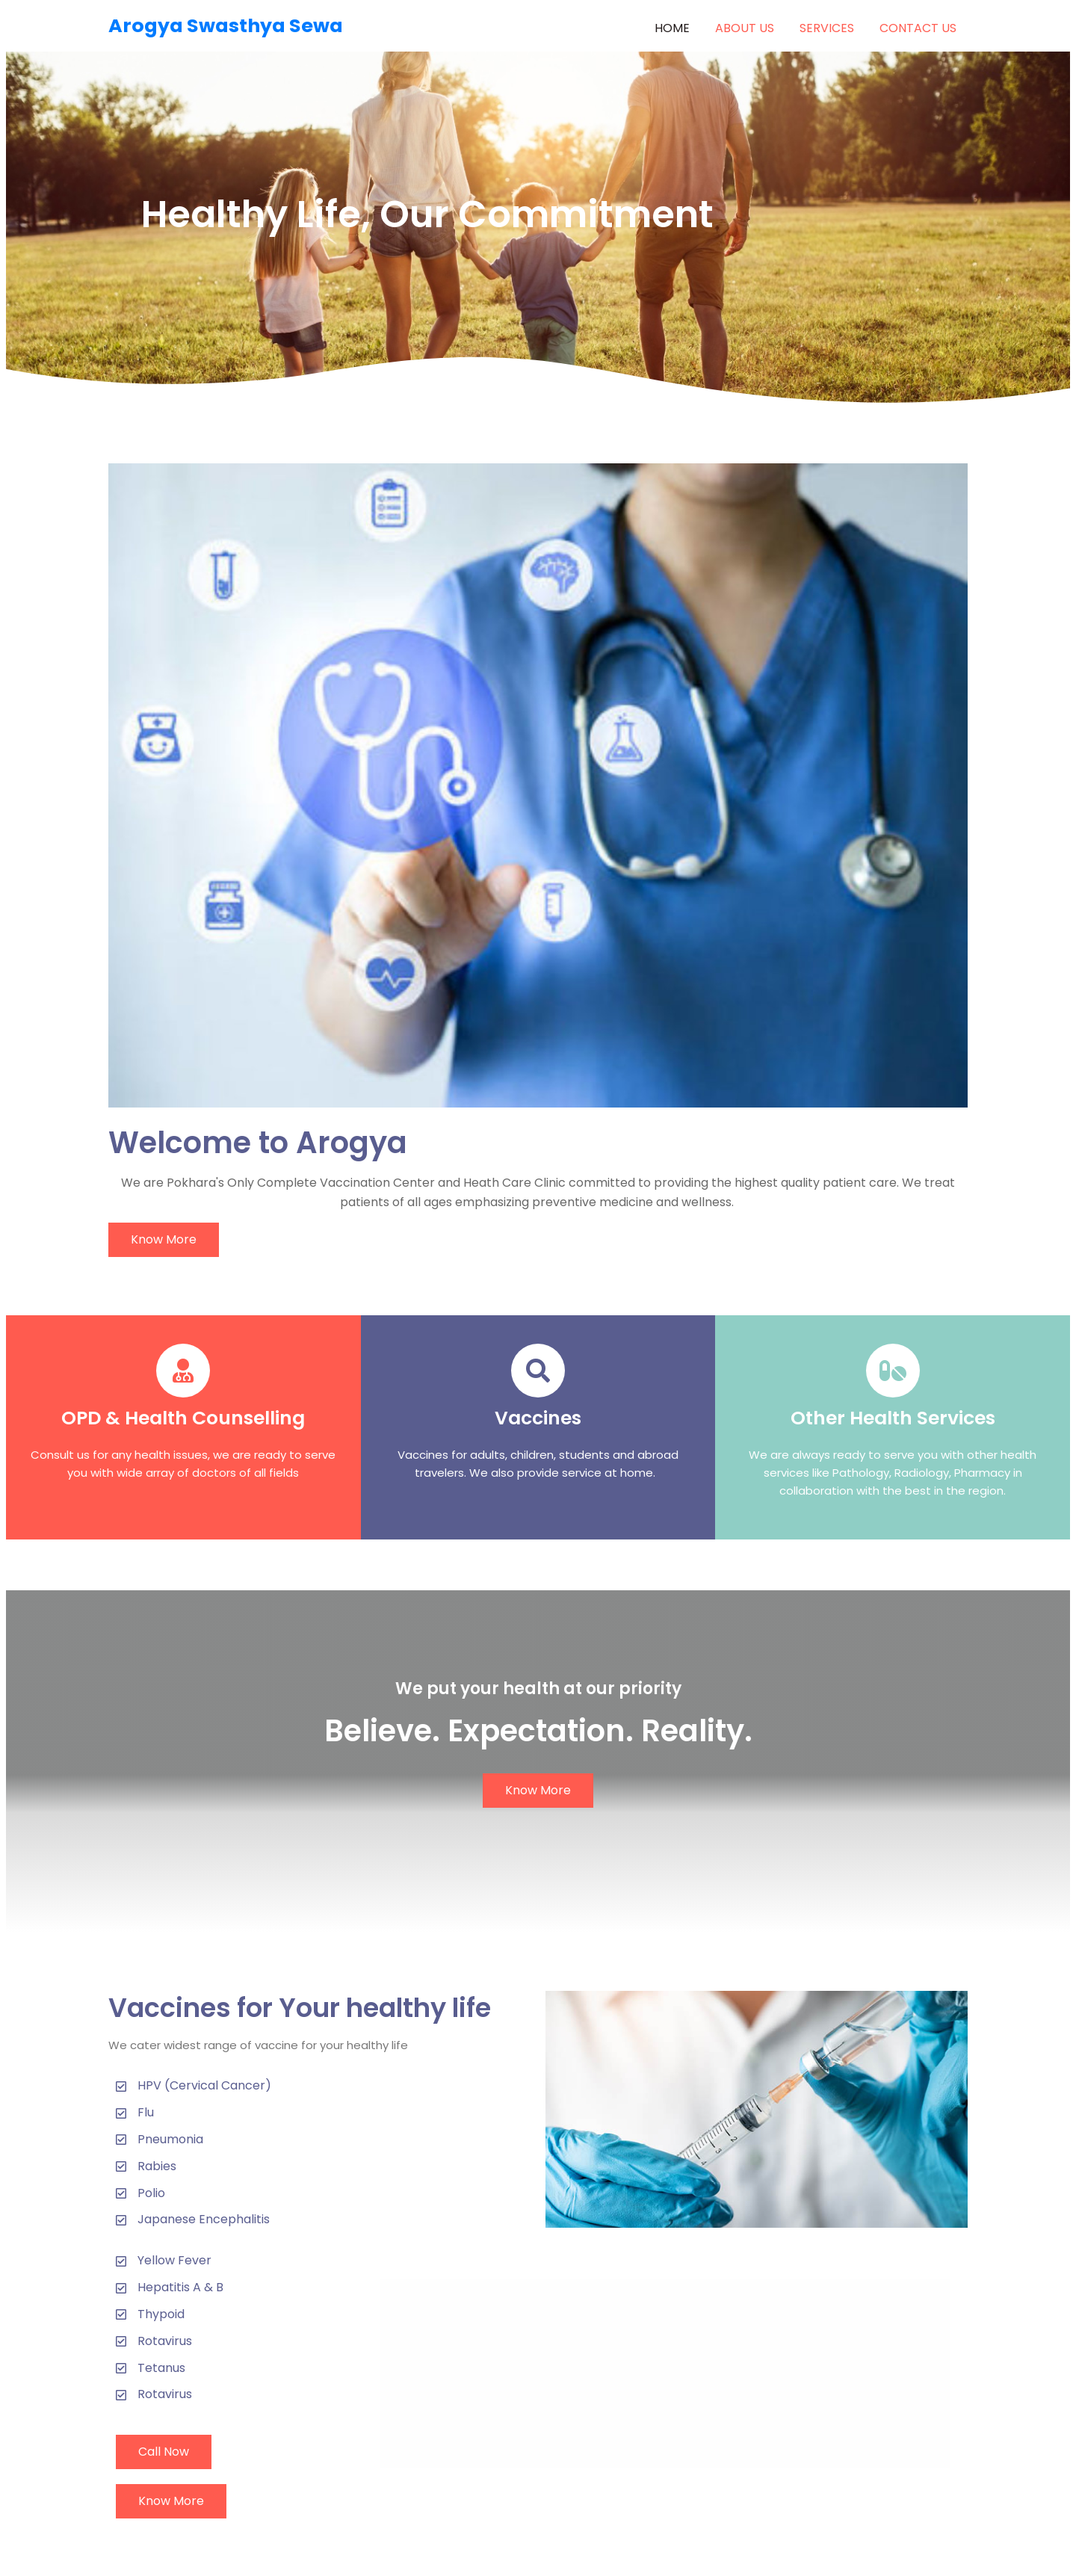 Arogya Swasthya Sewa
HOME ABOUT US SERVICES CONTACT US
Healthy Life, Our Commitment
Welcome to Arogya
We are Pokhara's Only Complete Vaccination Center and Heath Care Clinic committed to providing the highest quality patient care. We treat
patients of all ages emphasizing preventive medicine and wellness.
Know More
OPD & Health Counselling
Consult us for any health issues, we are ready to serve
you with wide array of doctors of all fields
Vaccines
Vaccines for adults, children, students and abroad
travelers. We also provide service at home.
Other Health Services
We are always ready to serve you with other health
services like Pathology, Radiology, Pharmacy in
collaboration with the best in the region.
We put your health at our priority
Believe. Expectation. Reality.
Know More
Vaccines for Your healthy life
We cater widest range of vaccine for your healthy life
HPV (Cervical Cancer)
Flu
Pneumonia
Rabies
Polio
Japanese Encephalitis
Yellow Fever
Hepatitis A & B
Thypoid
Rotavirus
Tetanus
Rotavirus
Call Now
Know More